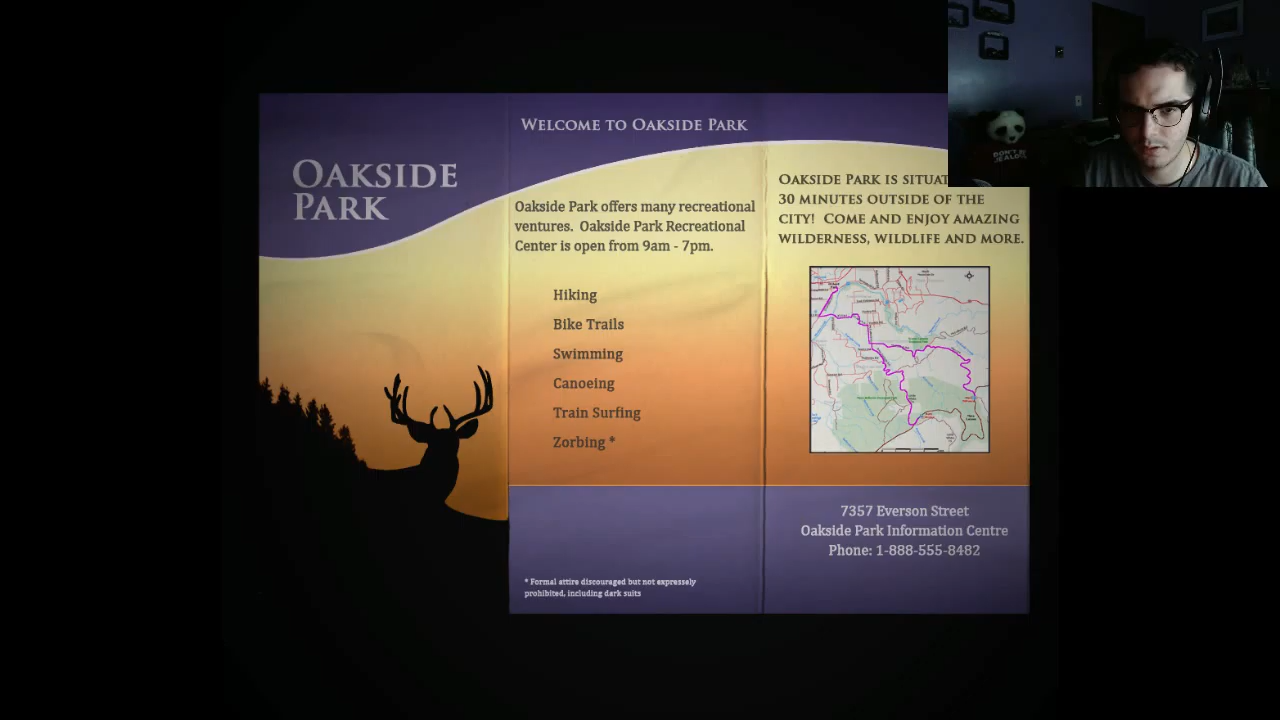 OAKSIDE
PARK
WELCOME TO OAKSIDE PARK
Oakside Park offers many recreational
ventures. Oakside Park Recreational
Center is open from 9am - 7pm.
Hiking
Bike Trails
Swimming
Canoeing
Train Surfing
Zorbing *
* Formal attire discouraged but not expressely
prohibited, including dark suits
OAKSIDE PARK IS
30 MINUTES OUTSIDE OF THE
CITY! COME AND ENJOY AMAZING
WILDERNESS, WILDLIFE AND MORE.
7357 Everson Street
Oakside Park Information Centre
Phone: 1-888-555-8482
DON'T BE
JEALOUS